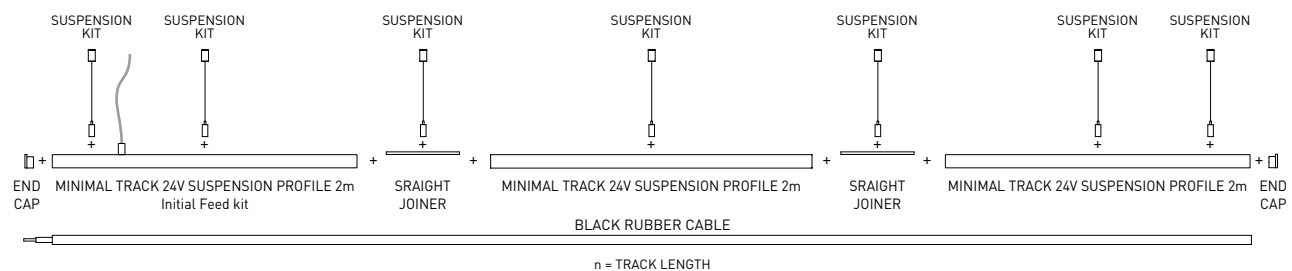 SUSPENSION
KIT
SUSPENSION
KIT
SUSPENSION
KIT
SUSPENSION
KIT
SUSPENSION
KIT
SUSPENSION
KIT
SUSPENSION
KIT
+ + + + + + +
+ + + + + +
END
CAP
MINIMAL TRACK 24V SUSPENSION PROFILE 2m
Initial Feed kit
SRAIGHT
JOINER
MINIMAL TRACK 24V SUSPENSION PROFILE 2m
SRAIGHT
JOINER
MINIMAL TRACK 24V SUSPENSION PROFILE 2m
END
CAP
BLACK RUBBER CABLE
n = TRACK LENGTH